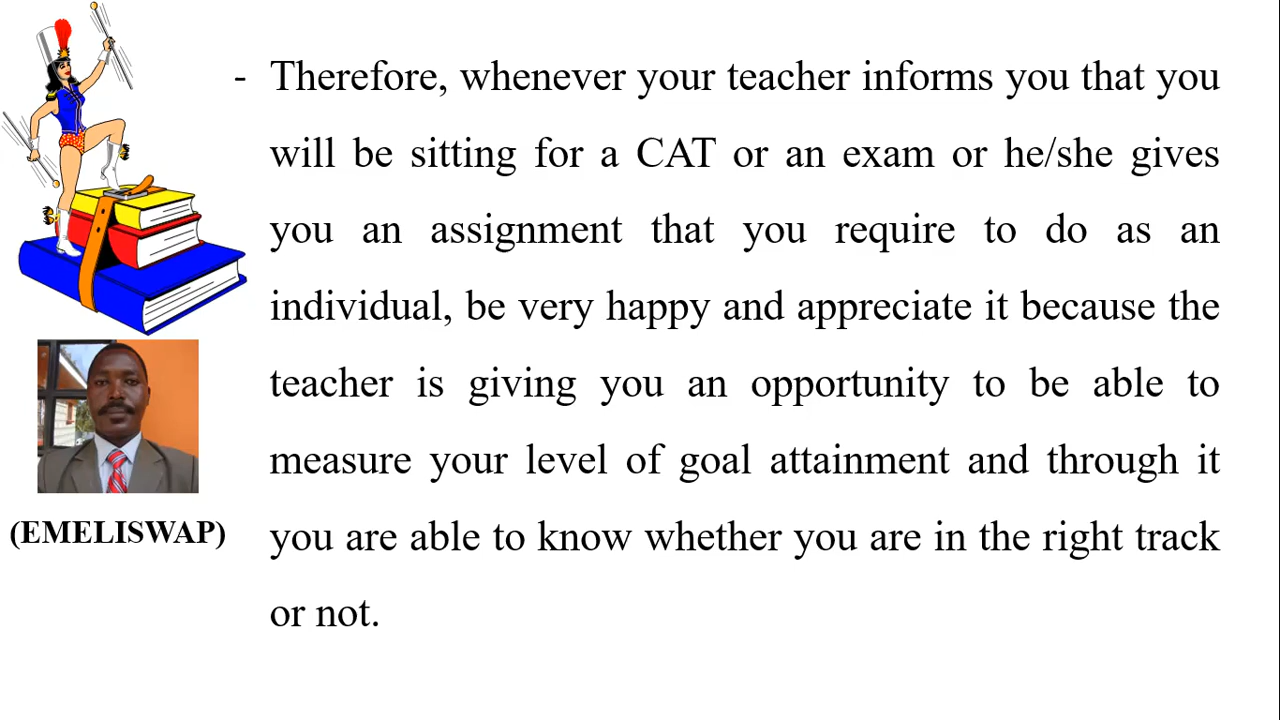 - Therefore, whenever your teacher informs you that you
will be sitting for a CAT or an exam or he/she gives
you an assignment that you require to do as an
individual, be very happy and appreciate it because the
teacher is giving you an opportunity to be able to
measure your level of goal attainment and through it
you are able to know whether you are in the right track
or not.
(EMELISWAP)